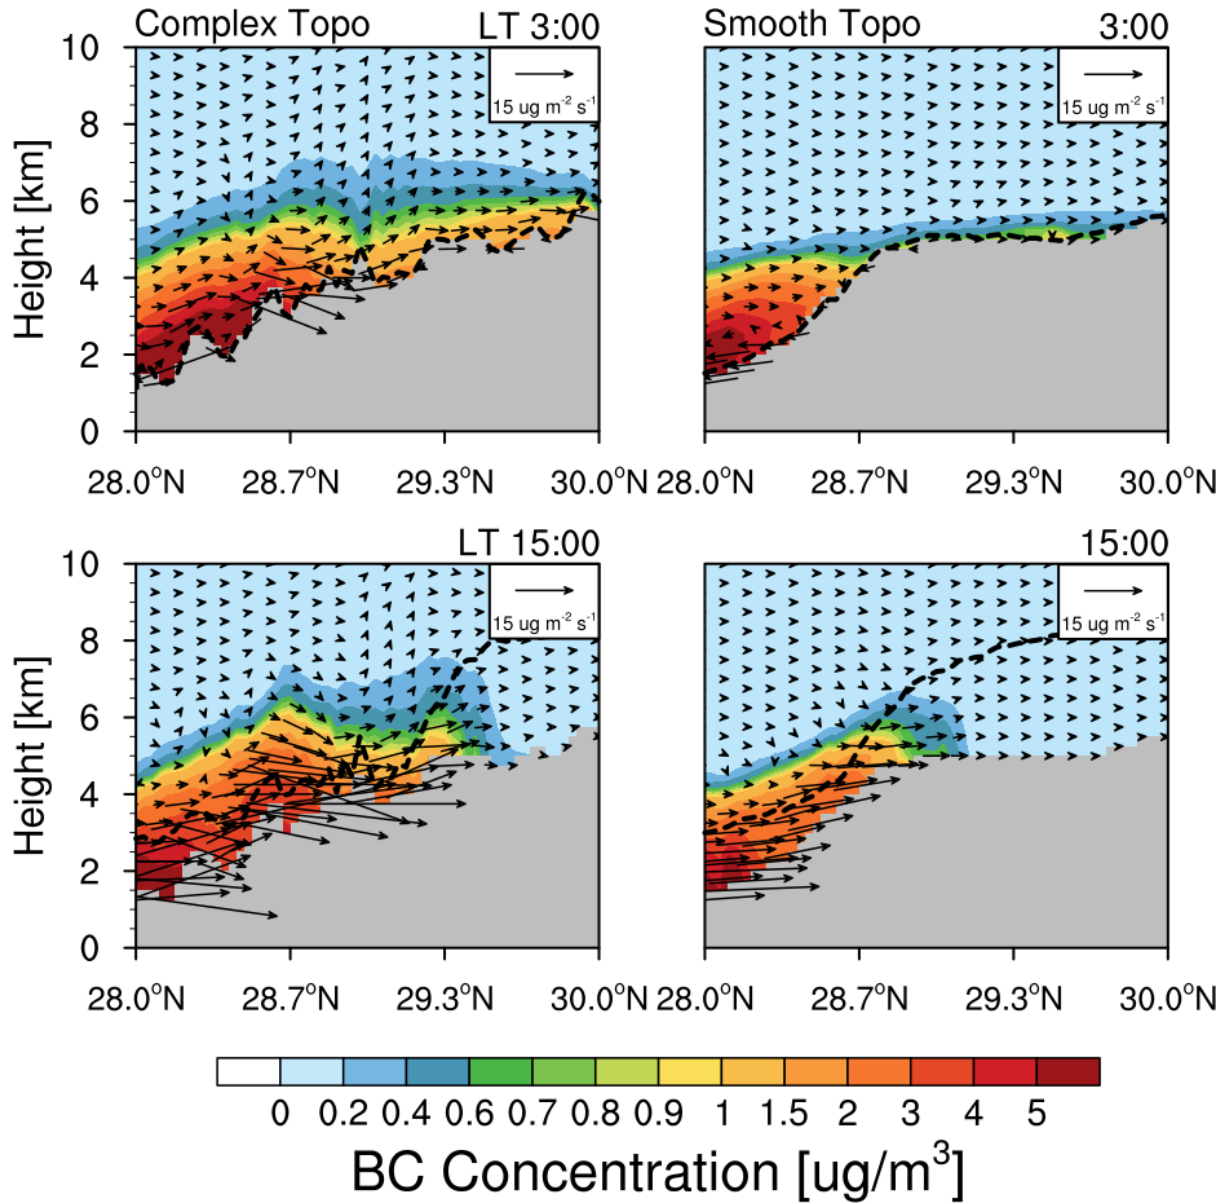 Complex Topo LT 3:00 Smooth Topo 3:00
10
8
6
4
2
0
Height [km]
15 ug m⁻² s⁻¹
15 ug m⁻² s⁻¹
28.0°N 28.7°N 29.3°N 30.0°N 28.0°N 28.7°N 29.3°N 30.0°N
LT 15:00 15:00
10
8
6
4
2
0
Height [km]
15 ug m⁻² s⁻¹
15 ug m⁻² s⁻¹
28.0°N 28.7°N 29.3°N 30.0°N 28.0°N 28.7°N 29.3°N 30.0°N
0 0.2 0.4 0.6 0.7 0.8 0.9 1 1.5 2 3 4 5
BC Concentration [ug/m³]